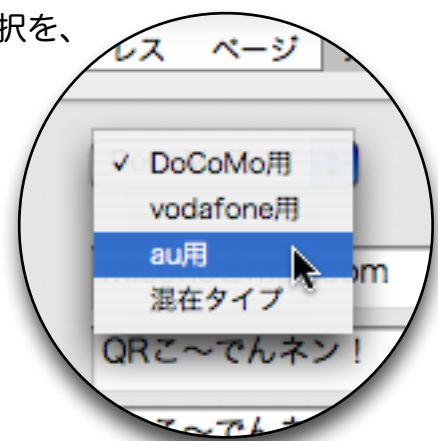 択を、
レス ページ
✓ DoCoMo用
vodafone用
au用
混在タイプ
om
QRこ〜でんネン！